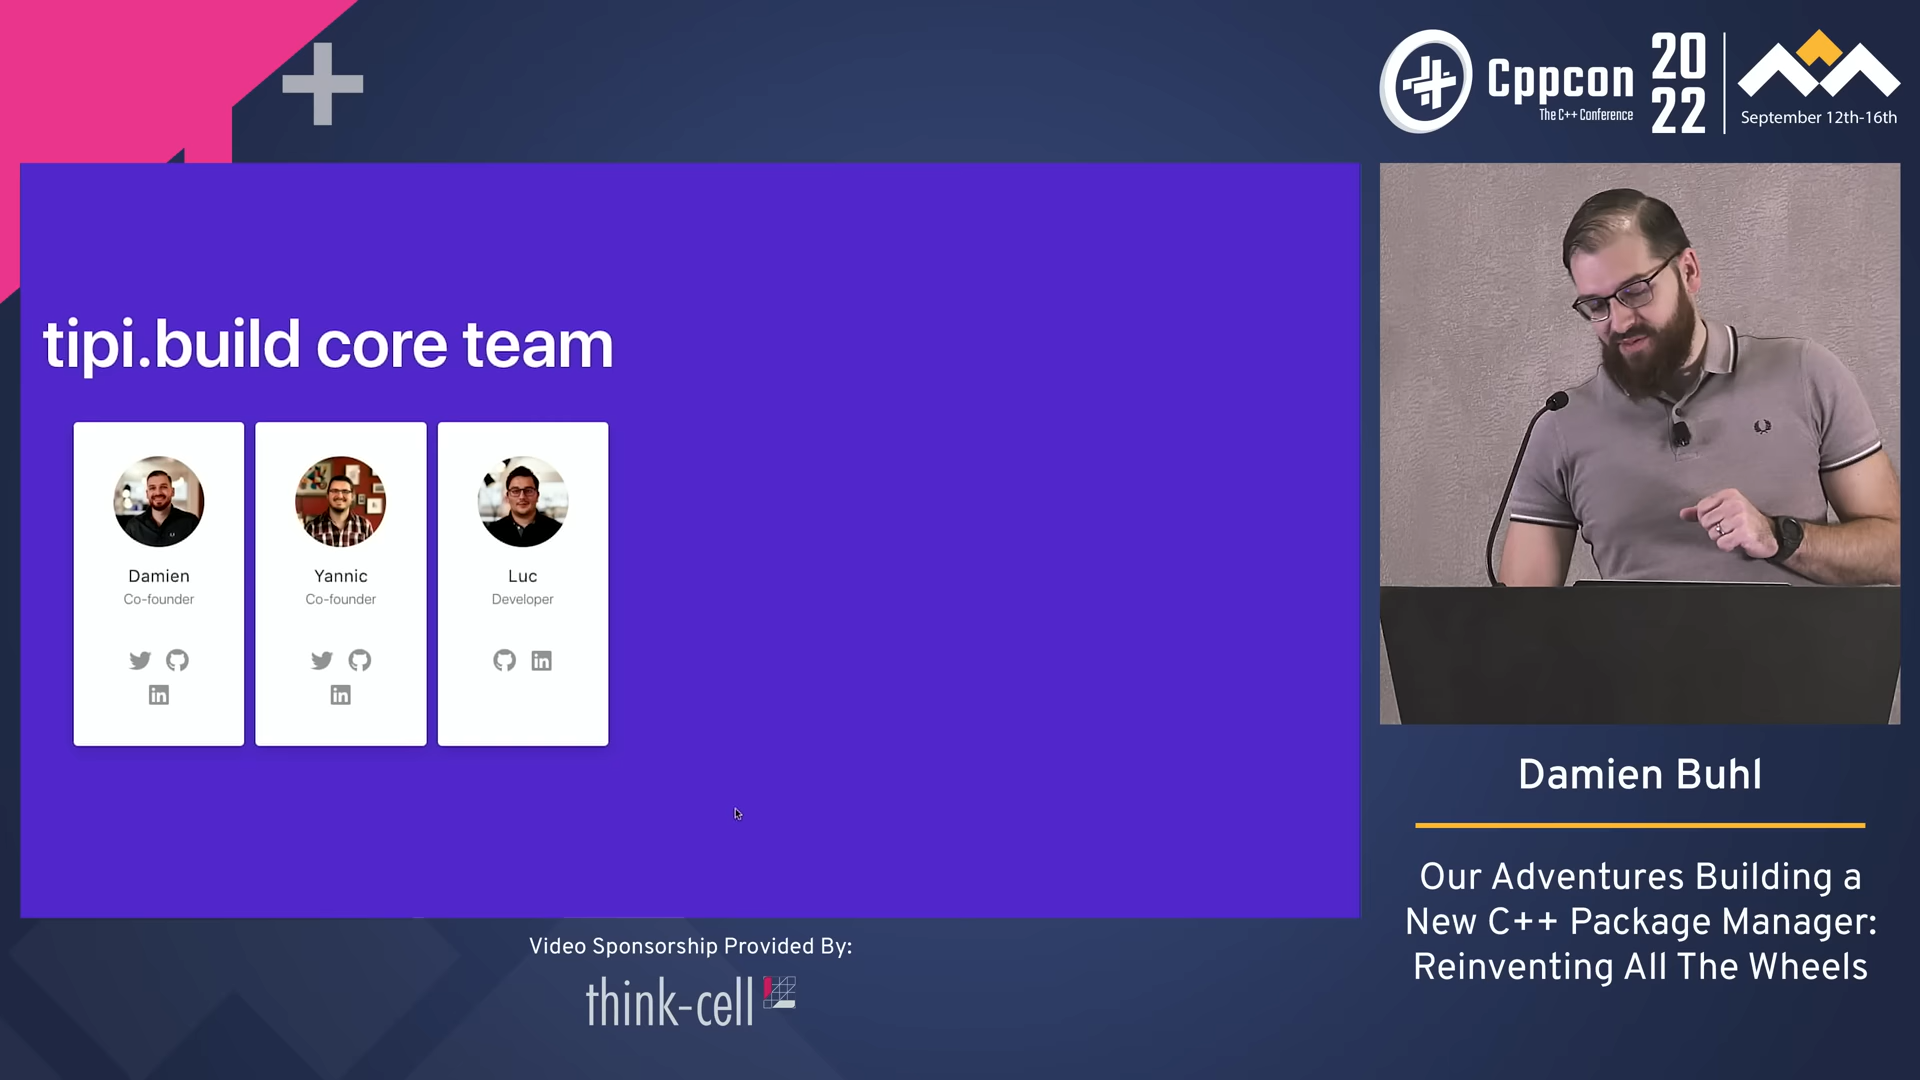 Cppcon
The C++ Conference
20
22
September 12th-16th
tipi.build core team
Damien
Co-founder
Yannic
Co-founder
Luc
Developer
Damien Buhl
Our Adventures Building a
New C++ Package Manager:
Reinventing All The Wheels
Video Sponsorship Provided By:
think-cell